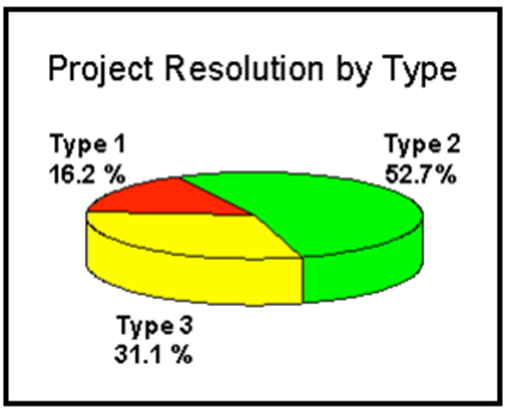 Project Resolution by Type
Type 1
16.2 %
Type 2
52.7%
Type 3
31.1 %